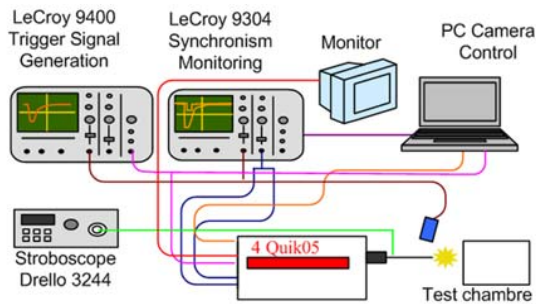 LeCroy 9400
Trigger Signal
Generation
LeCroy 9304
Synchronism
Monitoring
Monitor
PC Camera
Control
Stroboscope
Drello 3244
4 Quik05
Test chambre